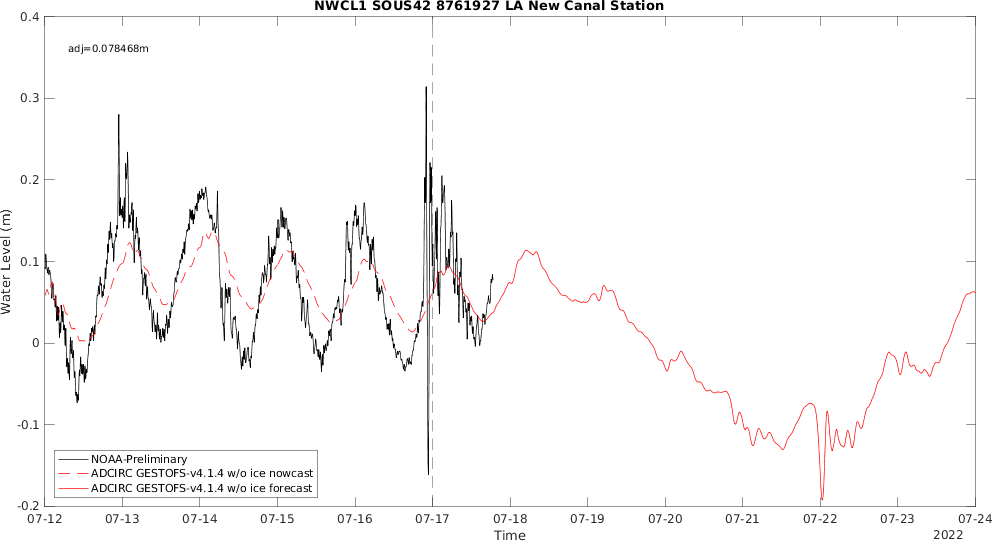 NWCL1 SOUS42 8761927 LA New Canal Station
adj=0.078468m
Water Level (m)
0.4
0.3
0.2
0.1
0
-0.1
-0.2
NOAA-Preliminary
ADCIRC GESTOFS-v4.1.4 w/o ice nowcast
ADCIRC GESTOFS-v4.1.4 w/o ice forecast
07-12 07-13 07-14 07-15 07-16 07-17 07-18 07-19 07-20 07-21 07-22 07-23 07-24
Time
2022